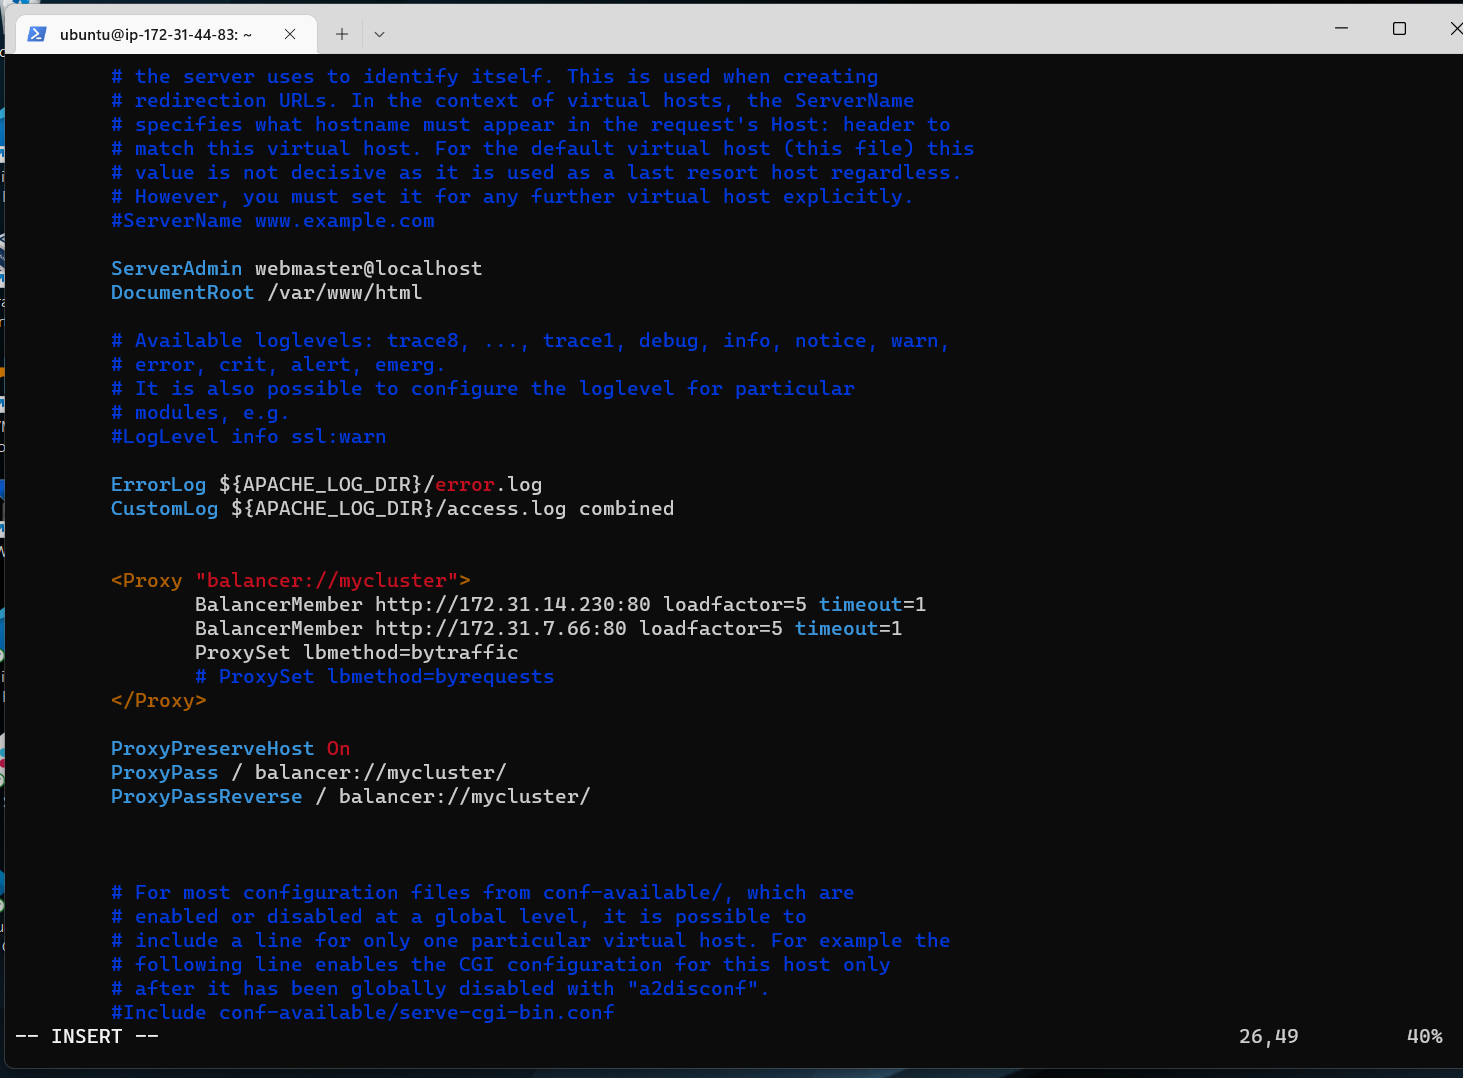 ubuntu@ip-172-31-44-83: ~
# the server uses to identify itself. This is used when creating
# redirection URLs. In the context of virtual hosts, the ServerName
# specifies what hostname must appear in the request's Host: header to
# match this virtual host. For the default virtual host (this file) this
# value is not decisive as it is used as a last resort host regardless.
# However, you must set it for any further virtual host explicitly.
#ServerName www.example.com
ServerAdmin webmaster@localhost
DocumentRoot /var/www/html
# Available loglevels: trace8, ..., trace1, debug, info, notice, warn,
# error, crit, alert, emerg.
# It is also possible to configure the loglevel for particular
# modules, e.g.
#LogLevel info ssl:warn
ErrorLog ${APACHE_LOG_DIR}/error.log
CustomLog ${APACHE_LOG_DIR}/access.log combined
<Proxy "balancer://mycluster">
BalancerMember http://172.31.14.230:80 loadfactor=5 timeout=1
BalancerMember http://172.31.7.66:80 loadfactor=5 timeout=1
ProxySet lbmethod=bytraffic
# ProxySet lbmethod=byrequests
</Proxy>
ProxyPreserveHost On
ProxyPass / balancer://mycluster/
ProxyPassReverse / balancer://mycluster/
# For most configuration files from conf-available/, which are
# enabled or disabled at a global level, it is possible to
# include a line for only one particular virtual host. For example the
# following line enables the CGI configuration for this host only
# after it has been globally disabled with "a2disconf".
#Include conf-available/serve-cgi-bin.conf
-- INSERT -- 26,49 40%